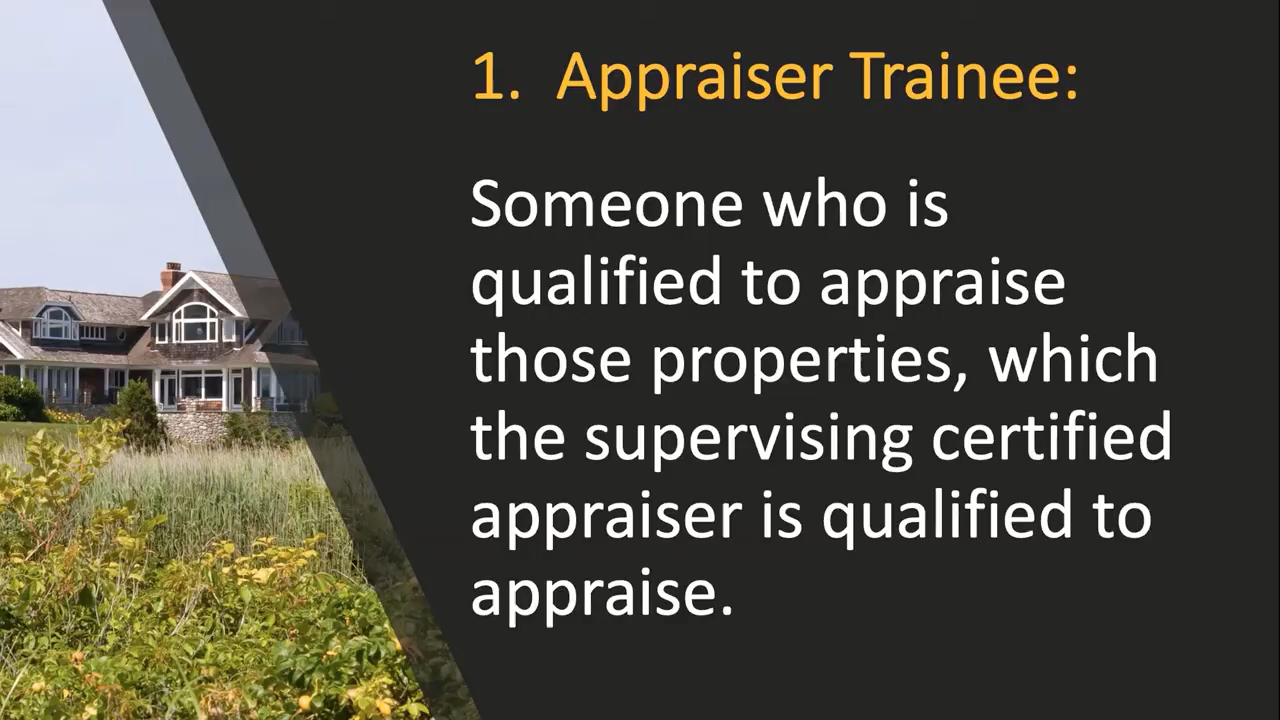 1. Appraiser Trainee:
Someone who is
qualified to appraise
those properties, which
the supervising certified
appraiser is qualified to
appraise.